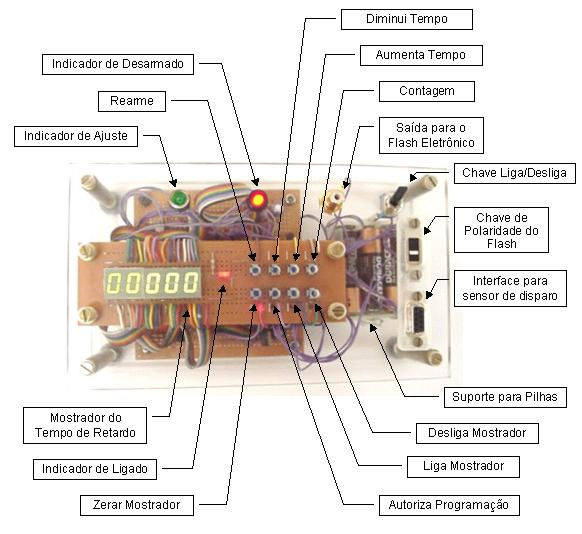 Diminui Tempo
Indicador de Desarmado
Aumenta Tempo
Rearme
Contagem
Indicador de Ajuste
Saída para o
Flash Eletrônico
Chave Liga/Desliga
Chave de
Polaridade do
Flash
00000
Interface para
sensor de disparo
Suporte para Pilhas
Mostrador do
Tempo de Retardo
Desliga Mostrador
Indicador de Ligado
Liga Mostrador
Zerar Mostrador
Autoriza Programação